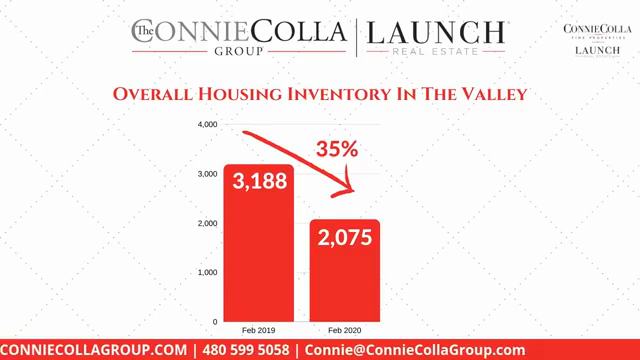 The CONNIECOLLA | LAUNCH
GROUP REAL ESTATE
CONNIECOLLA
FINE PROPERTIES
LAUNCH
OVERALL HOUSING INVENTORY IN THE VALLEY
4,000
35%
3,000
3,188
2,000
2,075
1,000
0
Feb 2019 Feb 2020
CONNIECOLLAGROUP.COM | 480 599 5058 | Connie@ConnieCollaGroup.com